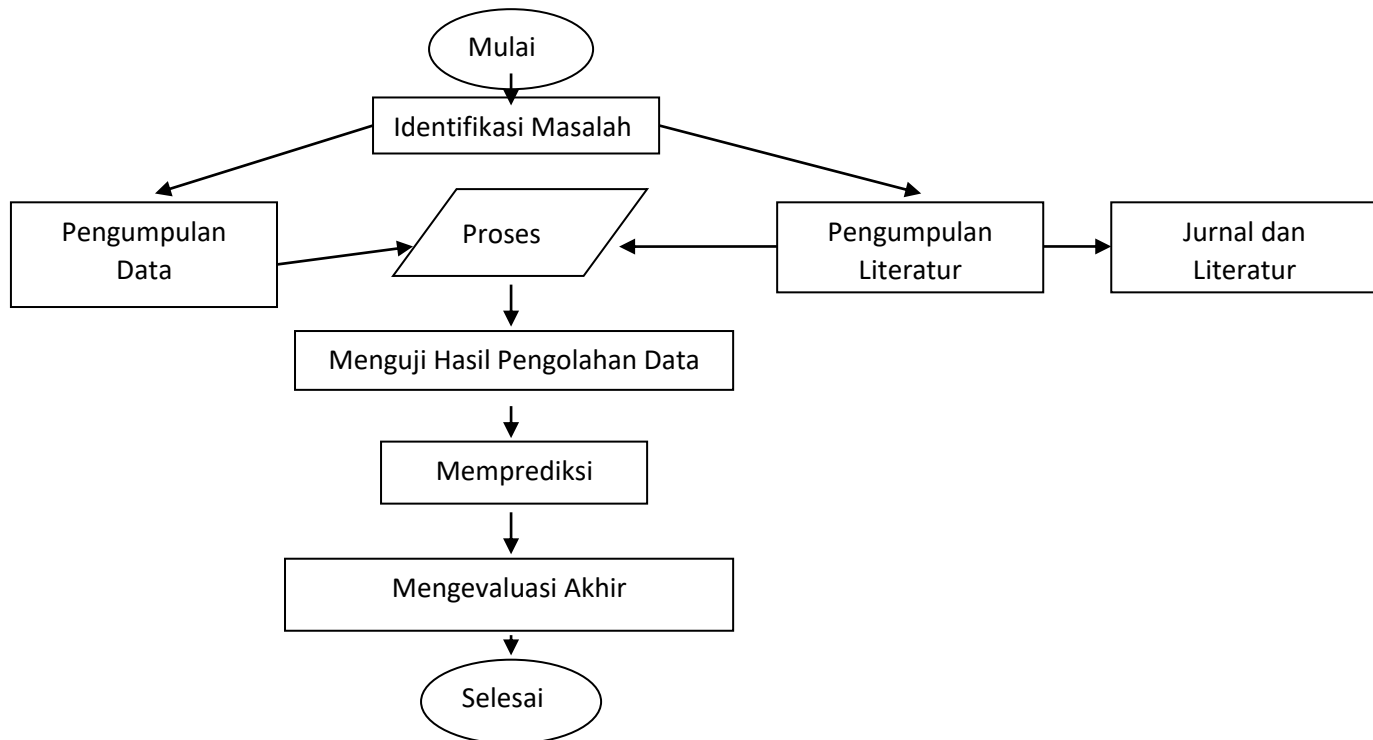 Mulai
Identifikasi Masalah
Pengumpulan
Data
Proses
Pengumpulan
Literatur
Jurnal dan
Literatur
Menguji Hasil Pengolahan Data
Memprediksi
Mengevaluasi Akhir
Selesai